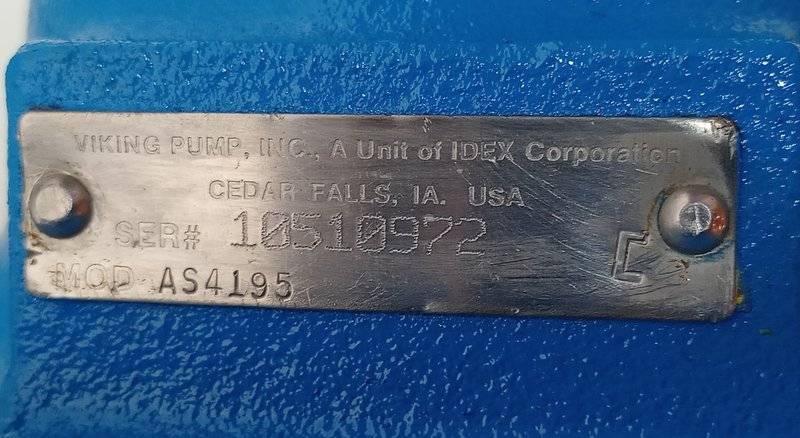 VIKING PUMP, INC., A Unit of IDEX Corporation
CEDAR FALLS, IA. USA
SER# 10510972
MOD AS4195